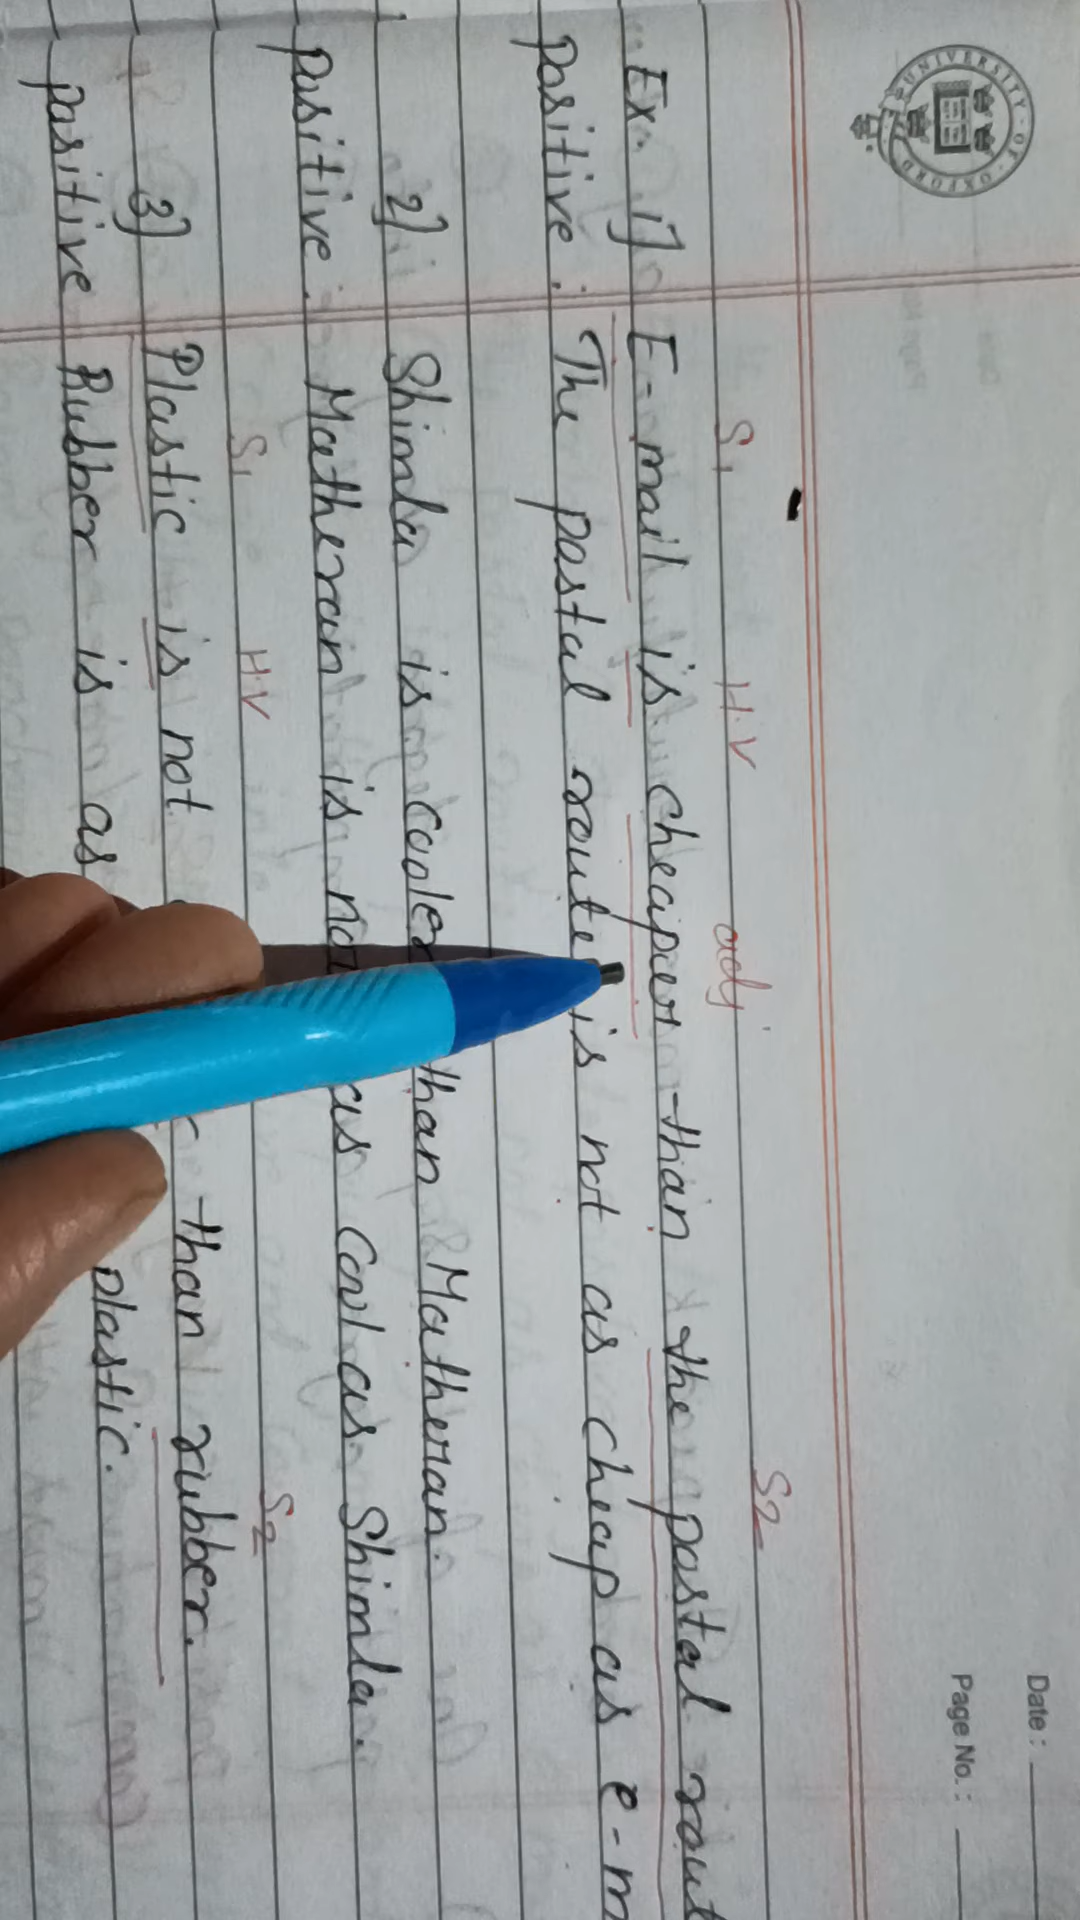 UNIVERSITY OF OXFORD
Date :
Page No. :
S1 H.V adj S2
Ex. 1] E-mail is cheaper than the postal rout
positive : The postal route is not as cheap as e-m
2] Shimla is cooler than Matheran.
positive : Matheran is not as cool as Shimla.
S1 H.V S2
3] Plastic is not than rubber.
positive Rubber is as plastic.